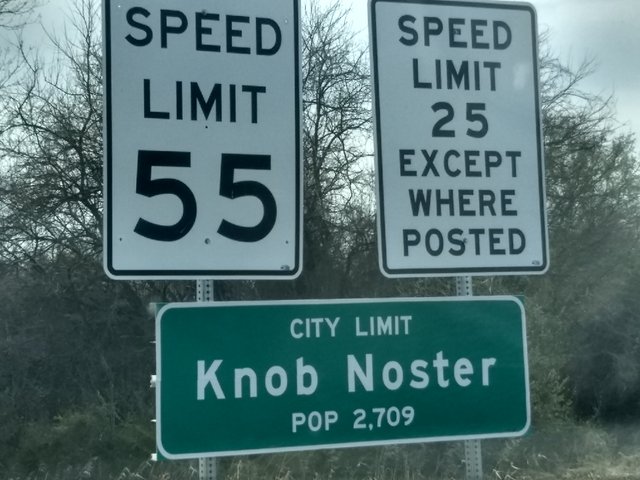 SPEED
LIMIT
55
SPEED
LIMIT
25
EXCEPT
WHERE
POSTED
CITY LIMIT
Knob Noster
POP 2,709